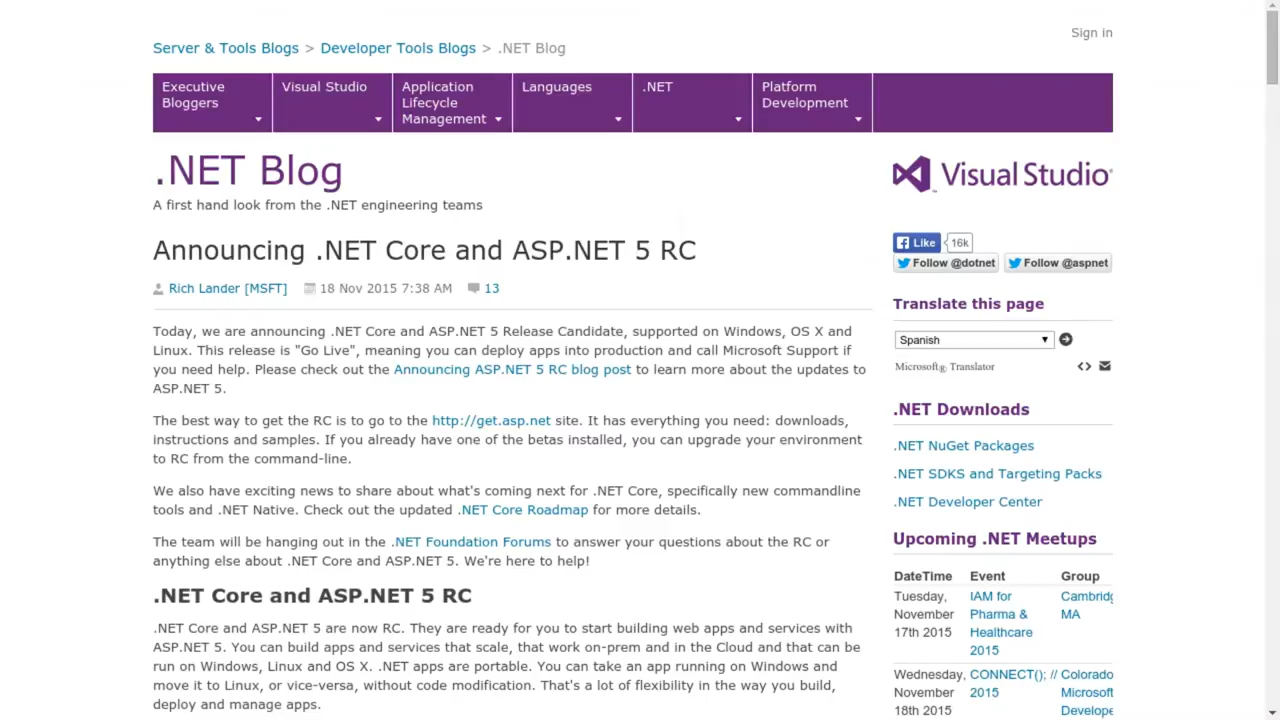 Sign in
Server & Tools Blogs > Developer Tools Blogs > .NET Blog
Executive Bloggers
Visual Studio
Application Lifecycle Management
Languages
.NET
Platform Development
.NET Blog
A first hand look from the .NET engineering teams
Announcing .NET Core and ASP.NET 5 RC
Rich Lander [MSFT] 18 Nov 2015 7:38 AM 13
Today, we are announcing .NET Core and ASP.NET 5 Release Candidate, supported on Windows, OS X and
Linux. This release is "Go Live", meaning you can deploy apps into production and call Microsoft Support if
you need help. Please check out the Announcing ASP.NET 5 RC blog post to learn more about the updates to
ASP.NET 5.
The best way to get the RC is to go to the http://get.asp.net site. It has everything you need: downloads,
instructions and samples. If you already have one of the betas installed, you can upgrade your environment
to RC from the command-line.
We also have exciting news to share about what's coming next for .NET Core, specifically new commandline
tools and .NET Native. Check out the updated .NET Core Roadmap for more details.
The team will be hanging out in the .NET Foundation Forums to answer your questions about the RC or
anything else about .NET Core and ASP.NET 5. We're here to help!
.NET Core and ASP.NET 5 RC
.NET Core and ASP.NET 5 are now RC. They are ready for you to start building web apps and services with
ASP.NET 5. You can build apps and services that scale, that work on-prem and in the Cloud and that can be
run on Windows, Linux and OS X. .NET apps are portable. You can take an app running on Windows and
move it to Linux, or vice-versa, without code modification. That's a lot of flexibility in the way you build,
deploy and manage apps.
Visual Studio
Like 16k
Follow @dotnet Follow @aspnet
Translate this page
Spanish
Microsoft® Translator
.NET Downloads
.NET NuGet Packages
.NET SDKS and Targeting Packs
.NET Developer Center
Upcoming .NET Meetups
DateTime Event Group
Tuesday, IAM for Cambridg
November Pharma & MA
17th 2015 Healthcare
2015
Wednesday, CONNECT(); // Colorado
November 2015 Microsoft
18th 2015 Develope